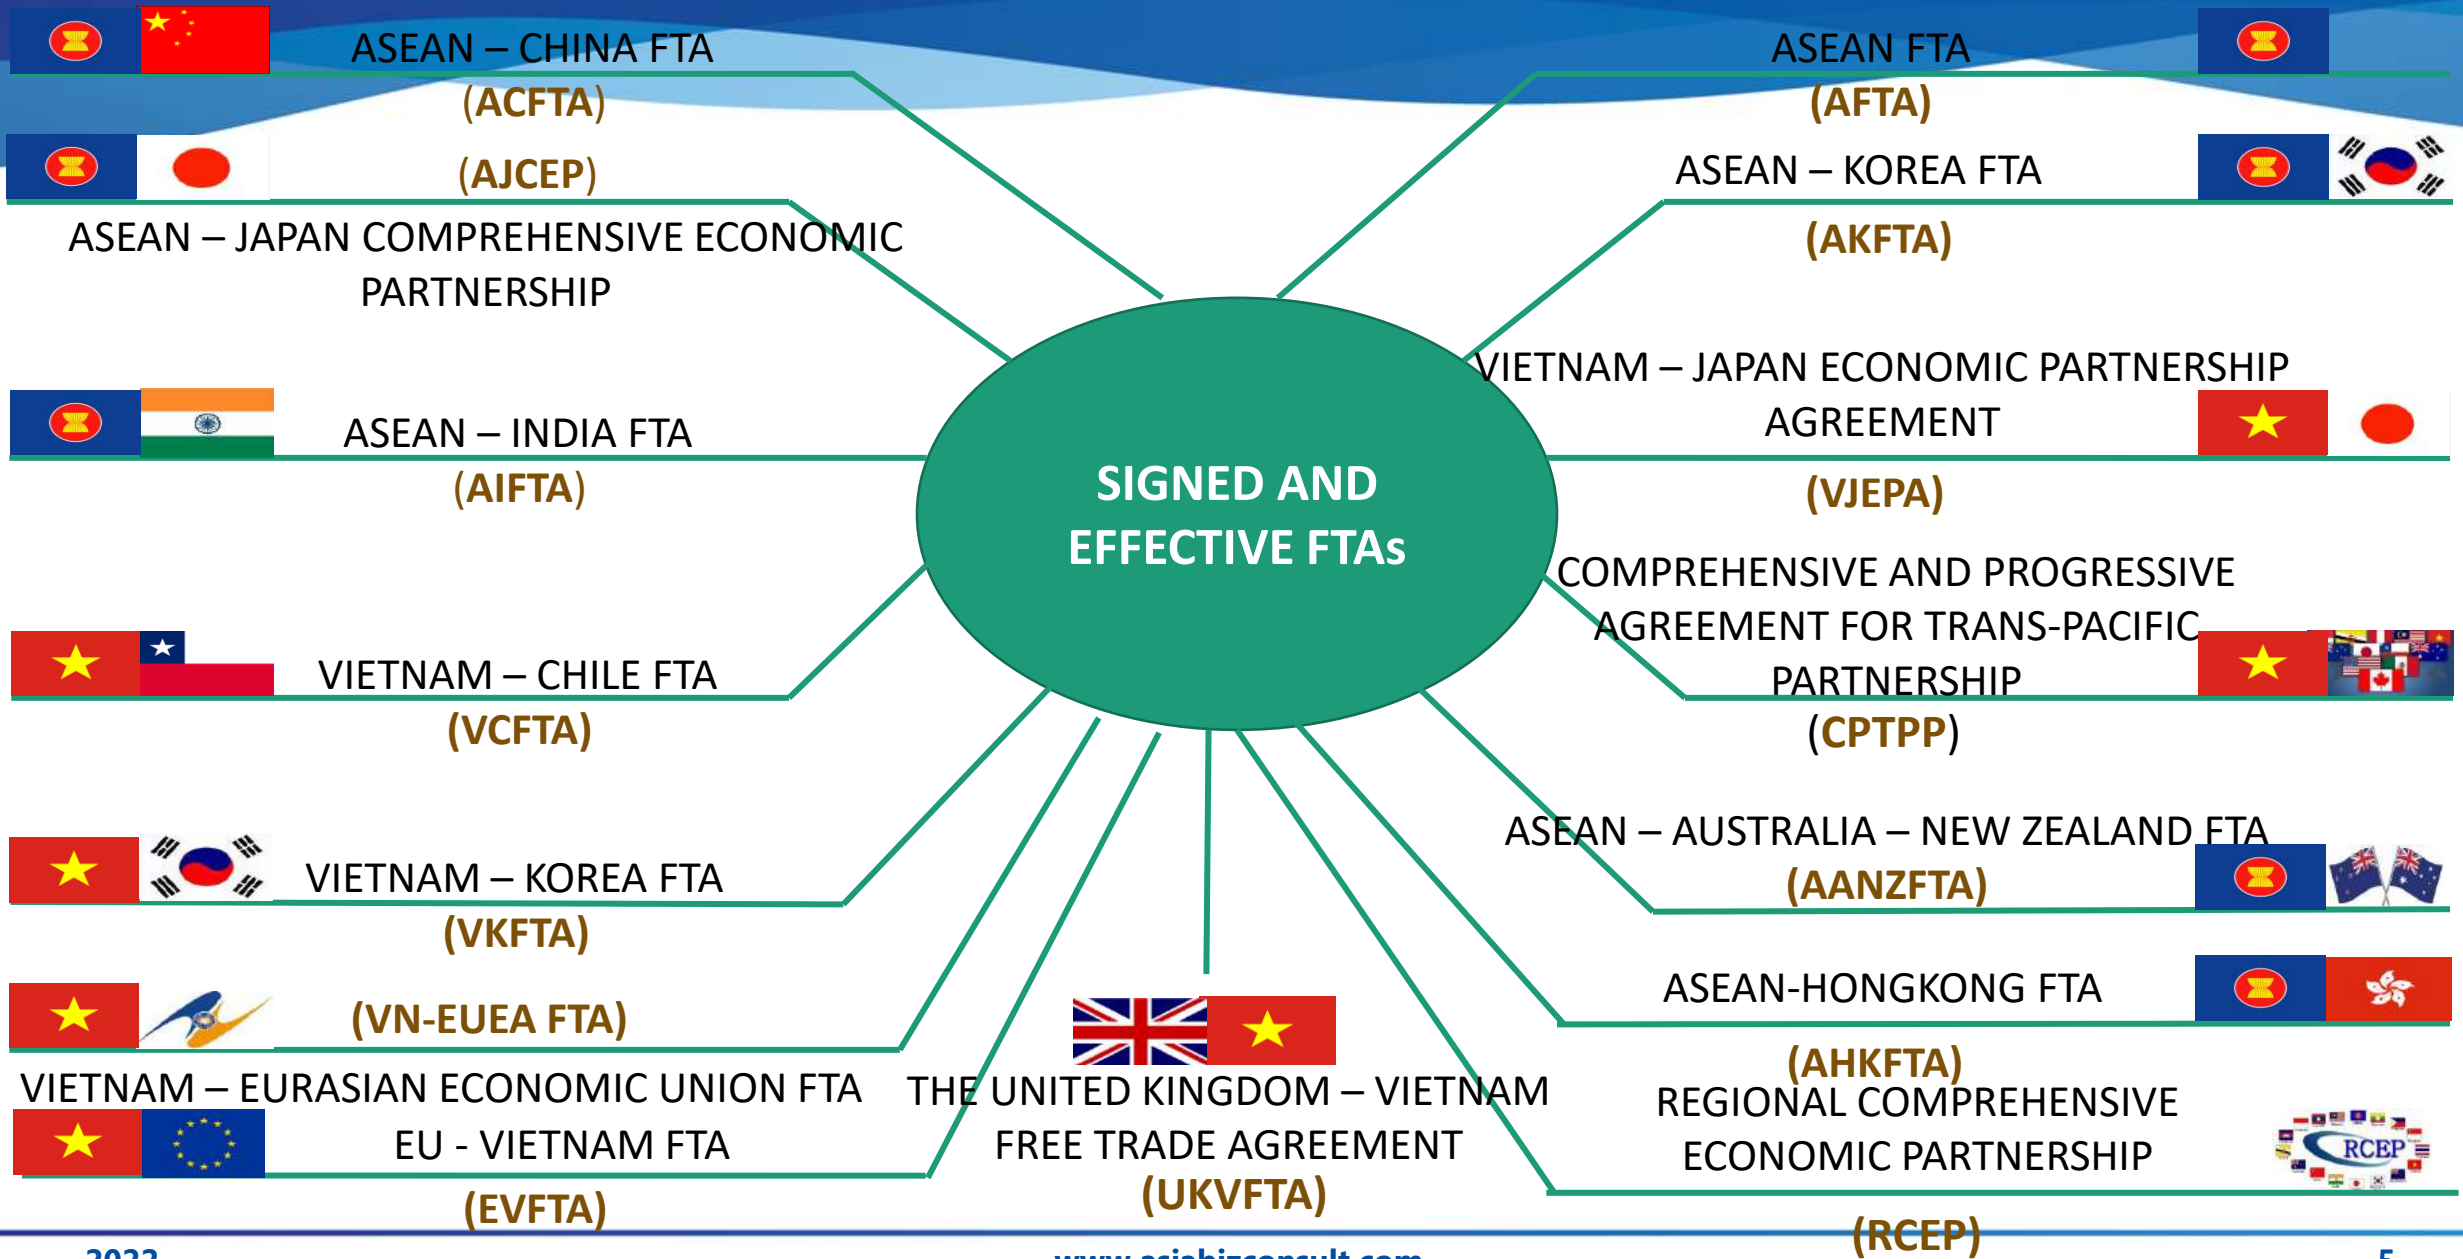 ASEAN – CHINA FTA
(ACFTA)
(AJCEP)
ASEAN – JAPAN COMPREHENSIVE ECONOMIC
PARTNERSHIP
ASEAN – INDIA FTA
(AIFTA)
VIETNAM – CHILE FTA
(VCFTA)
VIETNAM – KOREA FTA
(VKFTA)
(VN-EUEA FTA)
VIETNAM – EURASIAN ECONOMIC UNION FTA
EU - VIETNAM FTA
(EVFTA)
SIGNED AND
EFFECTIVE FTAs
THE UNITED KINGDOM – VIETNAM
FREE TRADE AGREEMENT
(UKVFTA)
ASEAN FTA
(AFTA)
ASEAN – KOREA FTA
(AKFTA)
VIETNAM – JAPAN ECONOMIC PARTNERSHIP
AGREEMENT
(VJEPA)
COMPREHENSIVE AND PROGRESSIVE
AGREEMENT FOR TRANS-PACIFIC
PARTNERSHIP
(CPTPP)
ASEAN – AUSTRALIA – NEW ZEALAND FTA
(AANZFTA)
ASEAN-HONGKONG FTA
(AHKFTA)
REGIONAL COMPREHENSIVE
ECONOMIC PARTNERSHIP
RCEP
(RCEP)
www.asiabizconsult.com
5